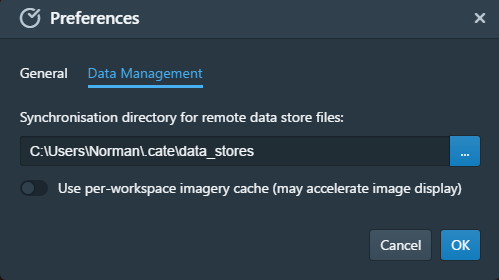 Preferences
General Data Management
Synchronisation directory for remote data store files:
C:\Users\Norman\.cate\data_stores ...
Use per-workspace imagery cache (may accelerate image display)
Cancel OK